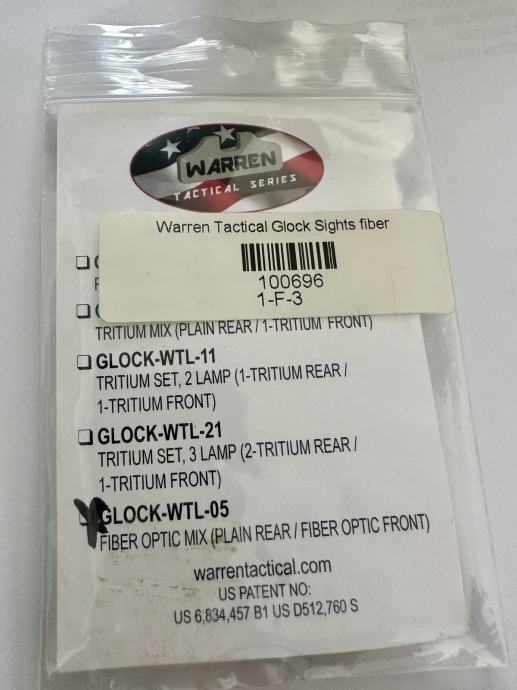 WARREN
TACTICAL SERIES
Warren Tactical Glock Sights fiber
100696
1-F-3
TRITIUM MIX (PLAIN REAR / 1-TRITIUM FRONT)
GLOCK-WTL-11
TRITIUM SET, 2 LAMP (1-TRITIUM REAR /
1-TRITIUM FRONT)
GLOCK-WTL-21
TRITIUM SET, 3 LAMP (2-TRITIUM REAR /
1-TRITIUM FRONT)
GLOCK-WTL-05
FIBER OPTIC MIX (PLAIN REAR / FIBER OPTIC FRONT)
warrentactical.com
US PATENT NO:
US 6,834,457 B1 US D512,760 S